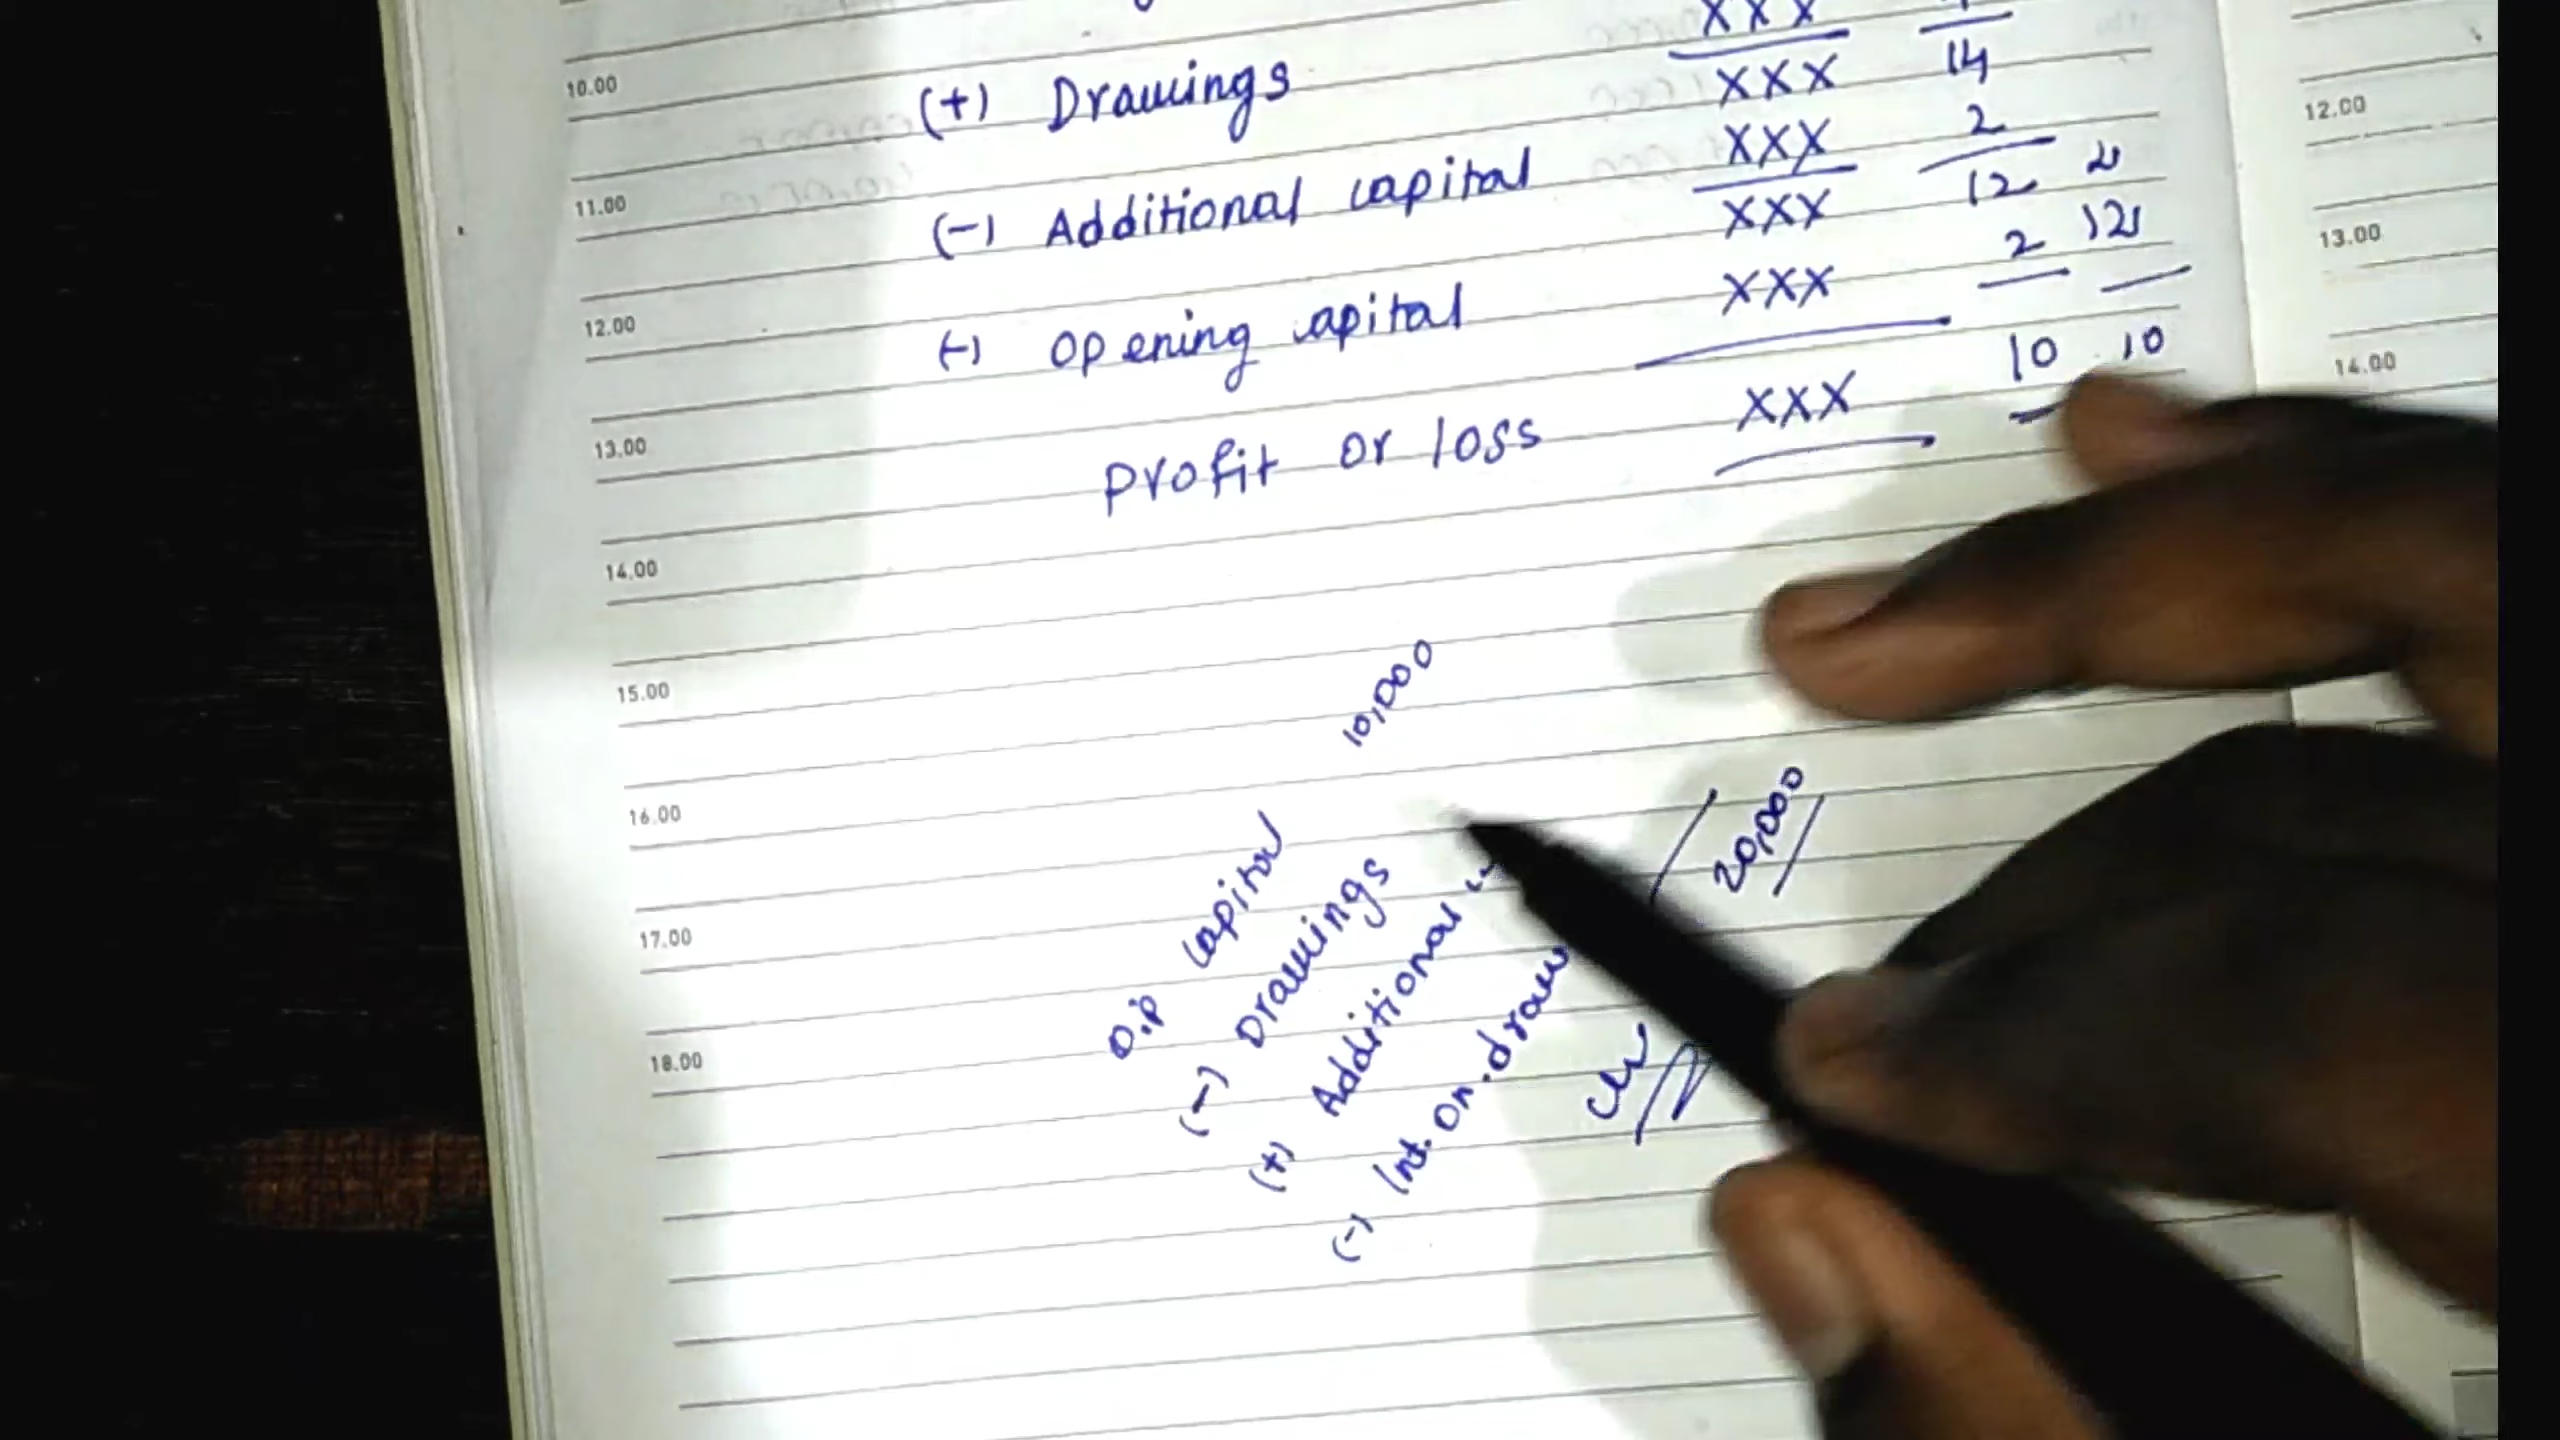 XXX
10.00 (+) Drawings XXX 14
XXX 2
11.00 (-) Additional capital XXX 12 2
12.00 (-) Opening capital XXX 2 12
13.00 Profit or loss XXX 10 10
14.00
15.00
16.00
17.00
18.00
O.P Capital 10,000
(-) Drawings
(+) Additional
(-) Int. on. draw
20,000
12.00
13.00
14.00